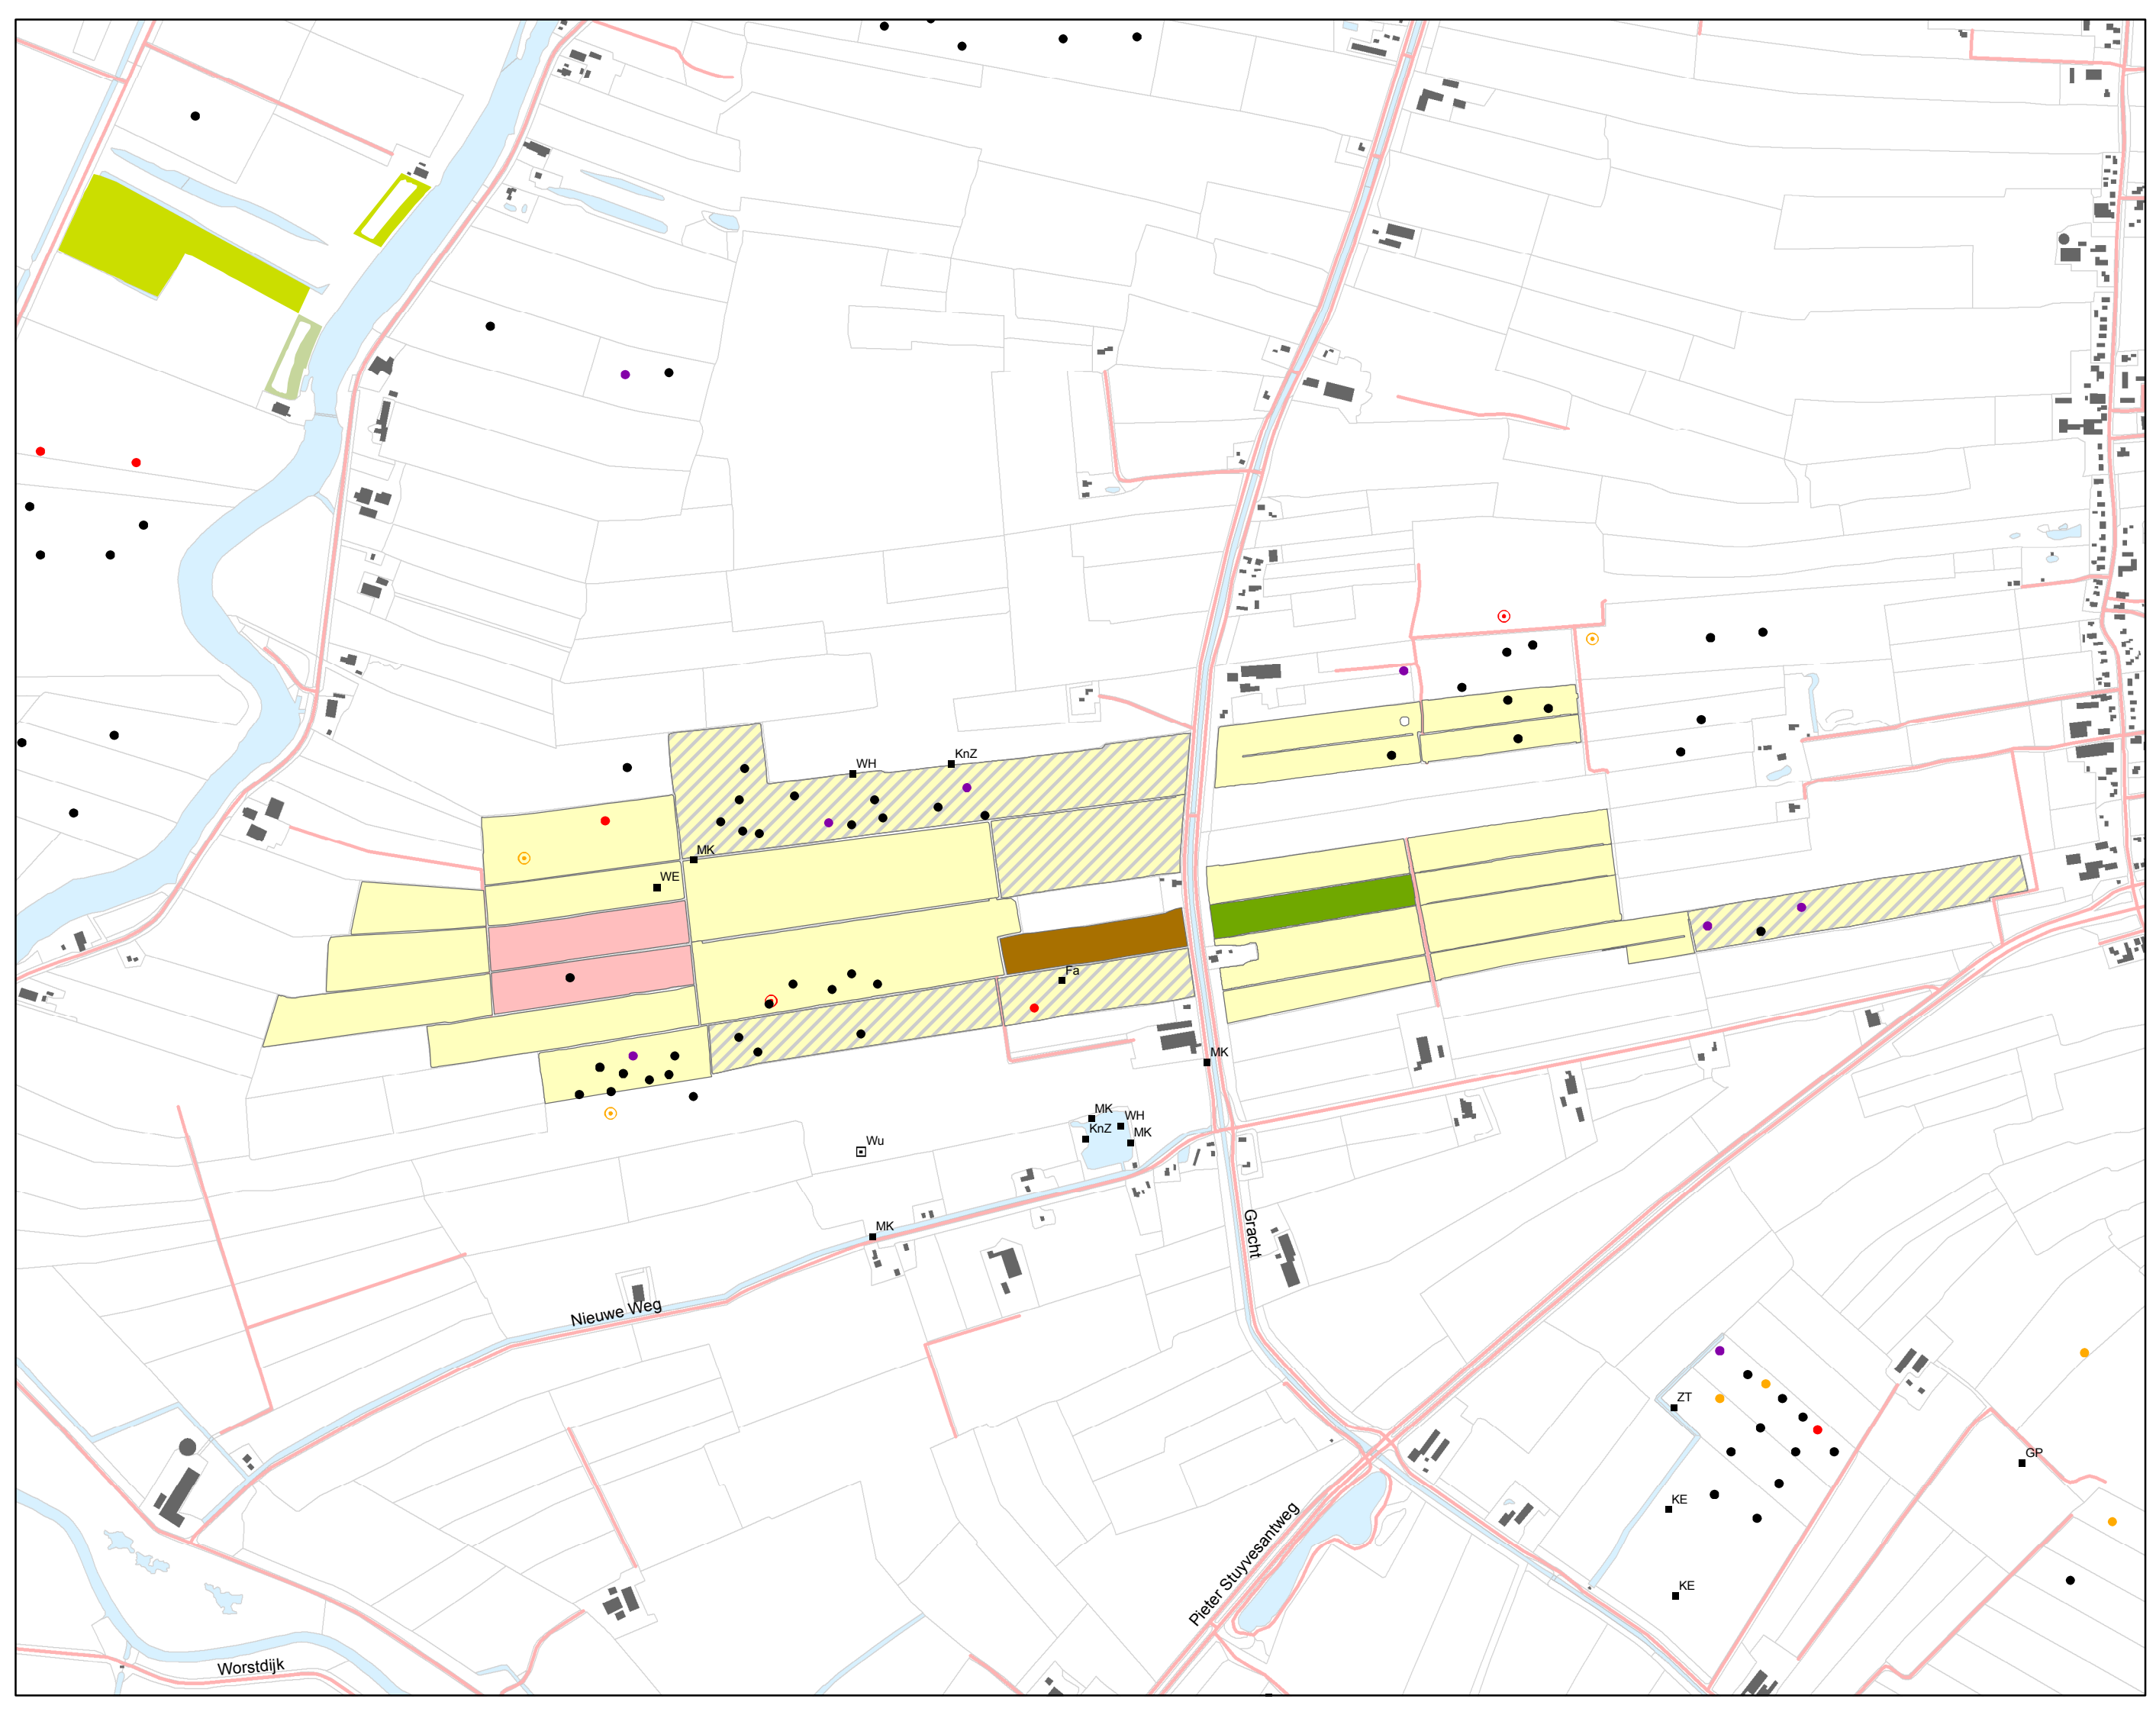 KnZ
WH
MK
WE
Fa
MK
MK
WH
KnZ
MK
Wu
MK
Gracht
Nieuwe Weg
ZT
GP
KE
Pieter Stuyvesantweg
KE
Worstdijk